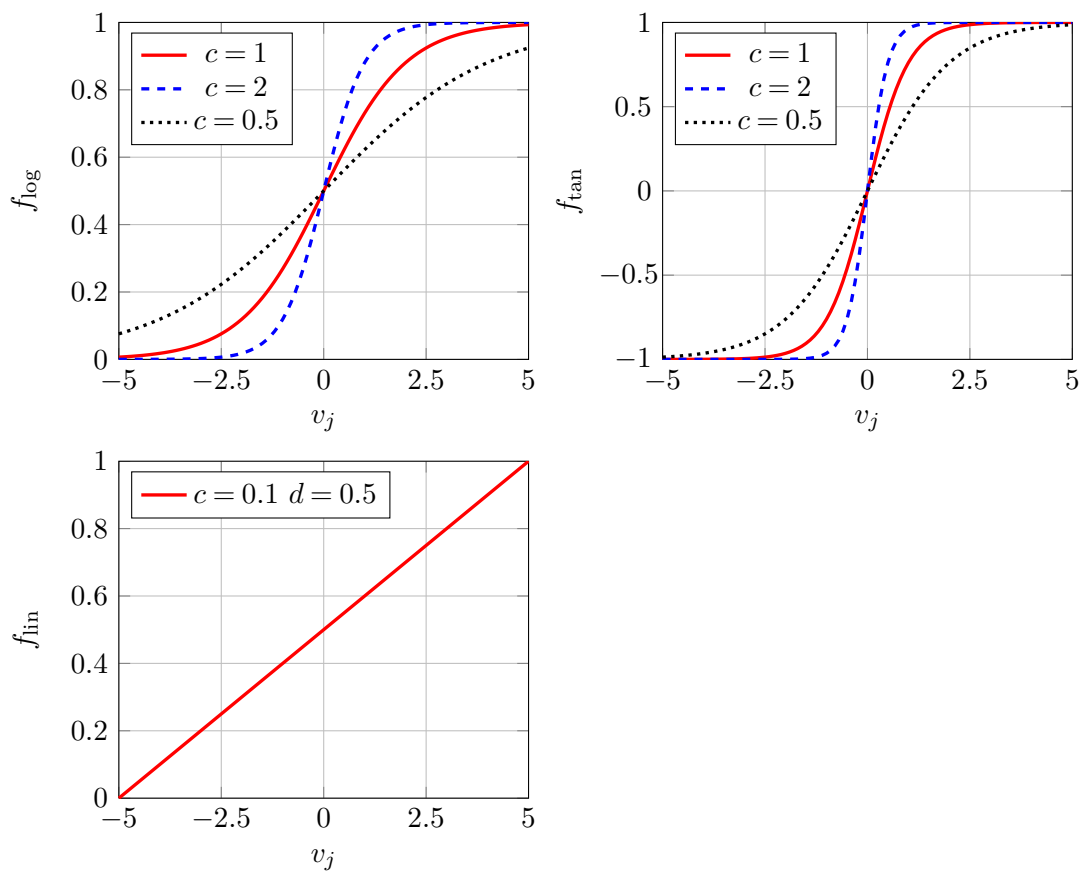 1
0.8
0.6
0.4
0.2
0
−5
−2.5
0
2.5
5
f_log
v_j
c = 1
c = 2
c = 0.5
1
0.5
0
−0.5
−1
−5
−2.5
0
2.5
5
f_tan
v_j
c = 1
c = 2
c = 0.5
1
0.8
0.6
0.4
0.2
0
−5
−2.5
0
2.5
5
f_lin
v_j
c = 0.1 d = 0.5